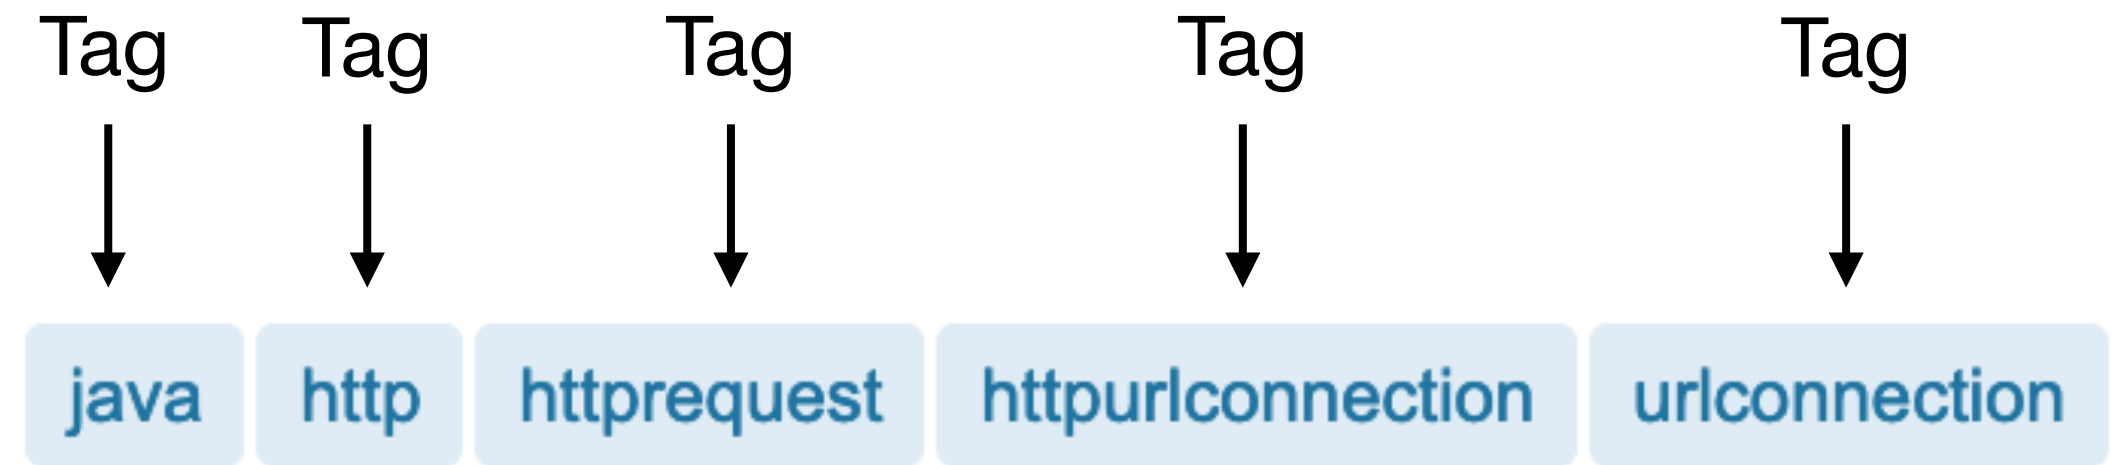 Tag Tag Tag Tag Tag
java http httprequest httpurlconnection urlconnection